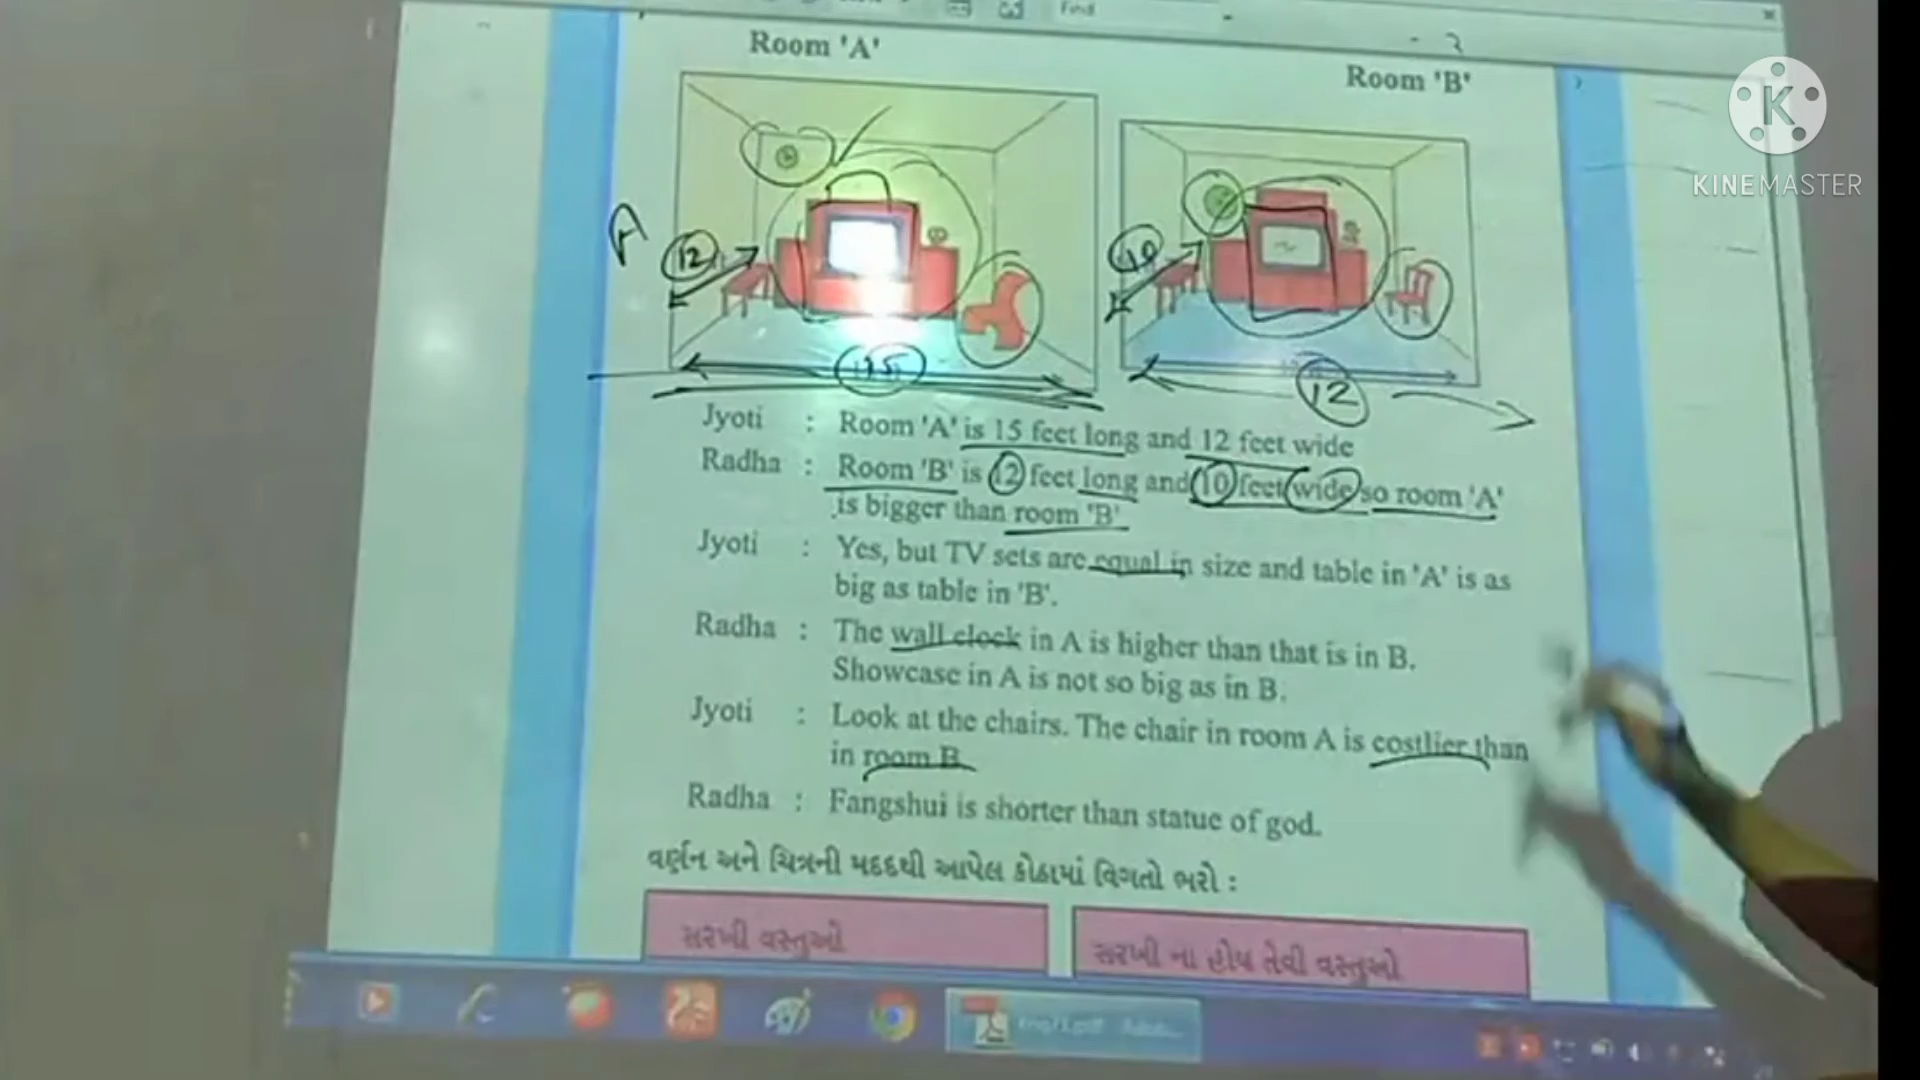 Find
Room 'A'
Room 'B'
KINEMASTER
12
10
15
12
Jyoti : Room 'A' is 15 feet long and 12 feet wide
Radha : Room 'B' is 12 feet long and 10 feet wide so room 'A'
is bigger than room 'B'
Jyoti : Yes, but TV sets are equal in size and table in 'A' is as
big as table in 'B'.
Radha : The wall clock in A is higher than that is in B.
Showcase in A is not so big as in B.
Jyoti : Look at the chairs. The chair in room A is costlier than
in room B.
Radha : Fangshui is shorter than statue of god.
વર્ણન અને ચિત્રની મદદથી આપેલ કોઠામાં વિગતો ભરો :
સરખી વસ્તુઓ
સરખી ના હોય તેવી વસ્તુઓ